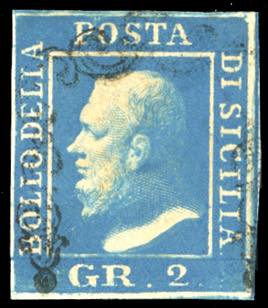 BOLLO DELLA
POSTA
DI SICILIA
GR. 2.